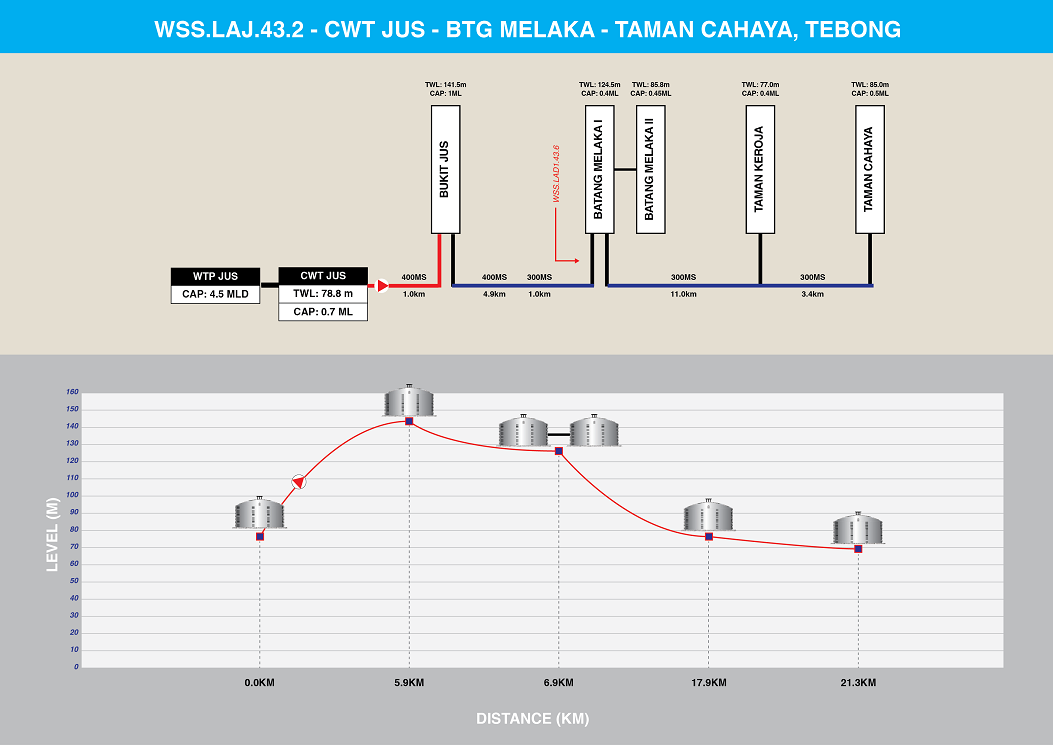 WSS.LAJ.43.2 - CWT JUS - BTG MELAKA - TAMAN CAHAYA, TEBONG
TWL: 141.5m
CAP: 1ML
TWL: 124.5m
CAP: 0.4ML
TWL: 85.8m
CAP: 0.45ML
TWL: 77.0m
CAP: 0.4ML
TWL: 85.0m
CAP: 0.5ML
BUKIT JUS
WSS.LAD1.43.6
BATANG MELAKA I
BATANG MELAKA II
TAMAN KEROJA
TAMAN CAHAYA
WTP JUS
CAP: 4.5 MLD
CWT JUS
TWL: 78.8 m
CAP: 0.7 ML
400MS
1.0km
400MS
4.9km
300MS
1.0km
300MS
11.0km
300MS
3.4km
LEVEL (M)
160
150
140
130
120
110
100
90
80
70
60
50
40
30
20
10
0
0.0KM
5.9KM
6.9KM
17.9KM
21.3KM
DISTANCE (KM)